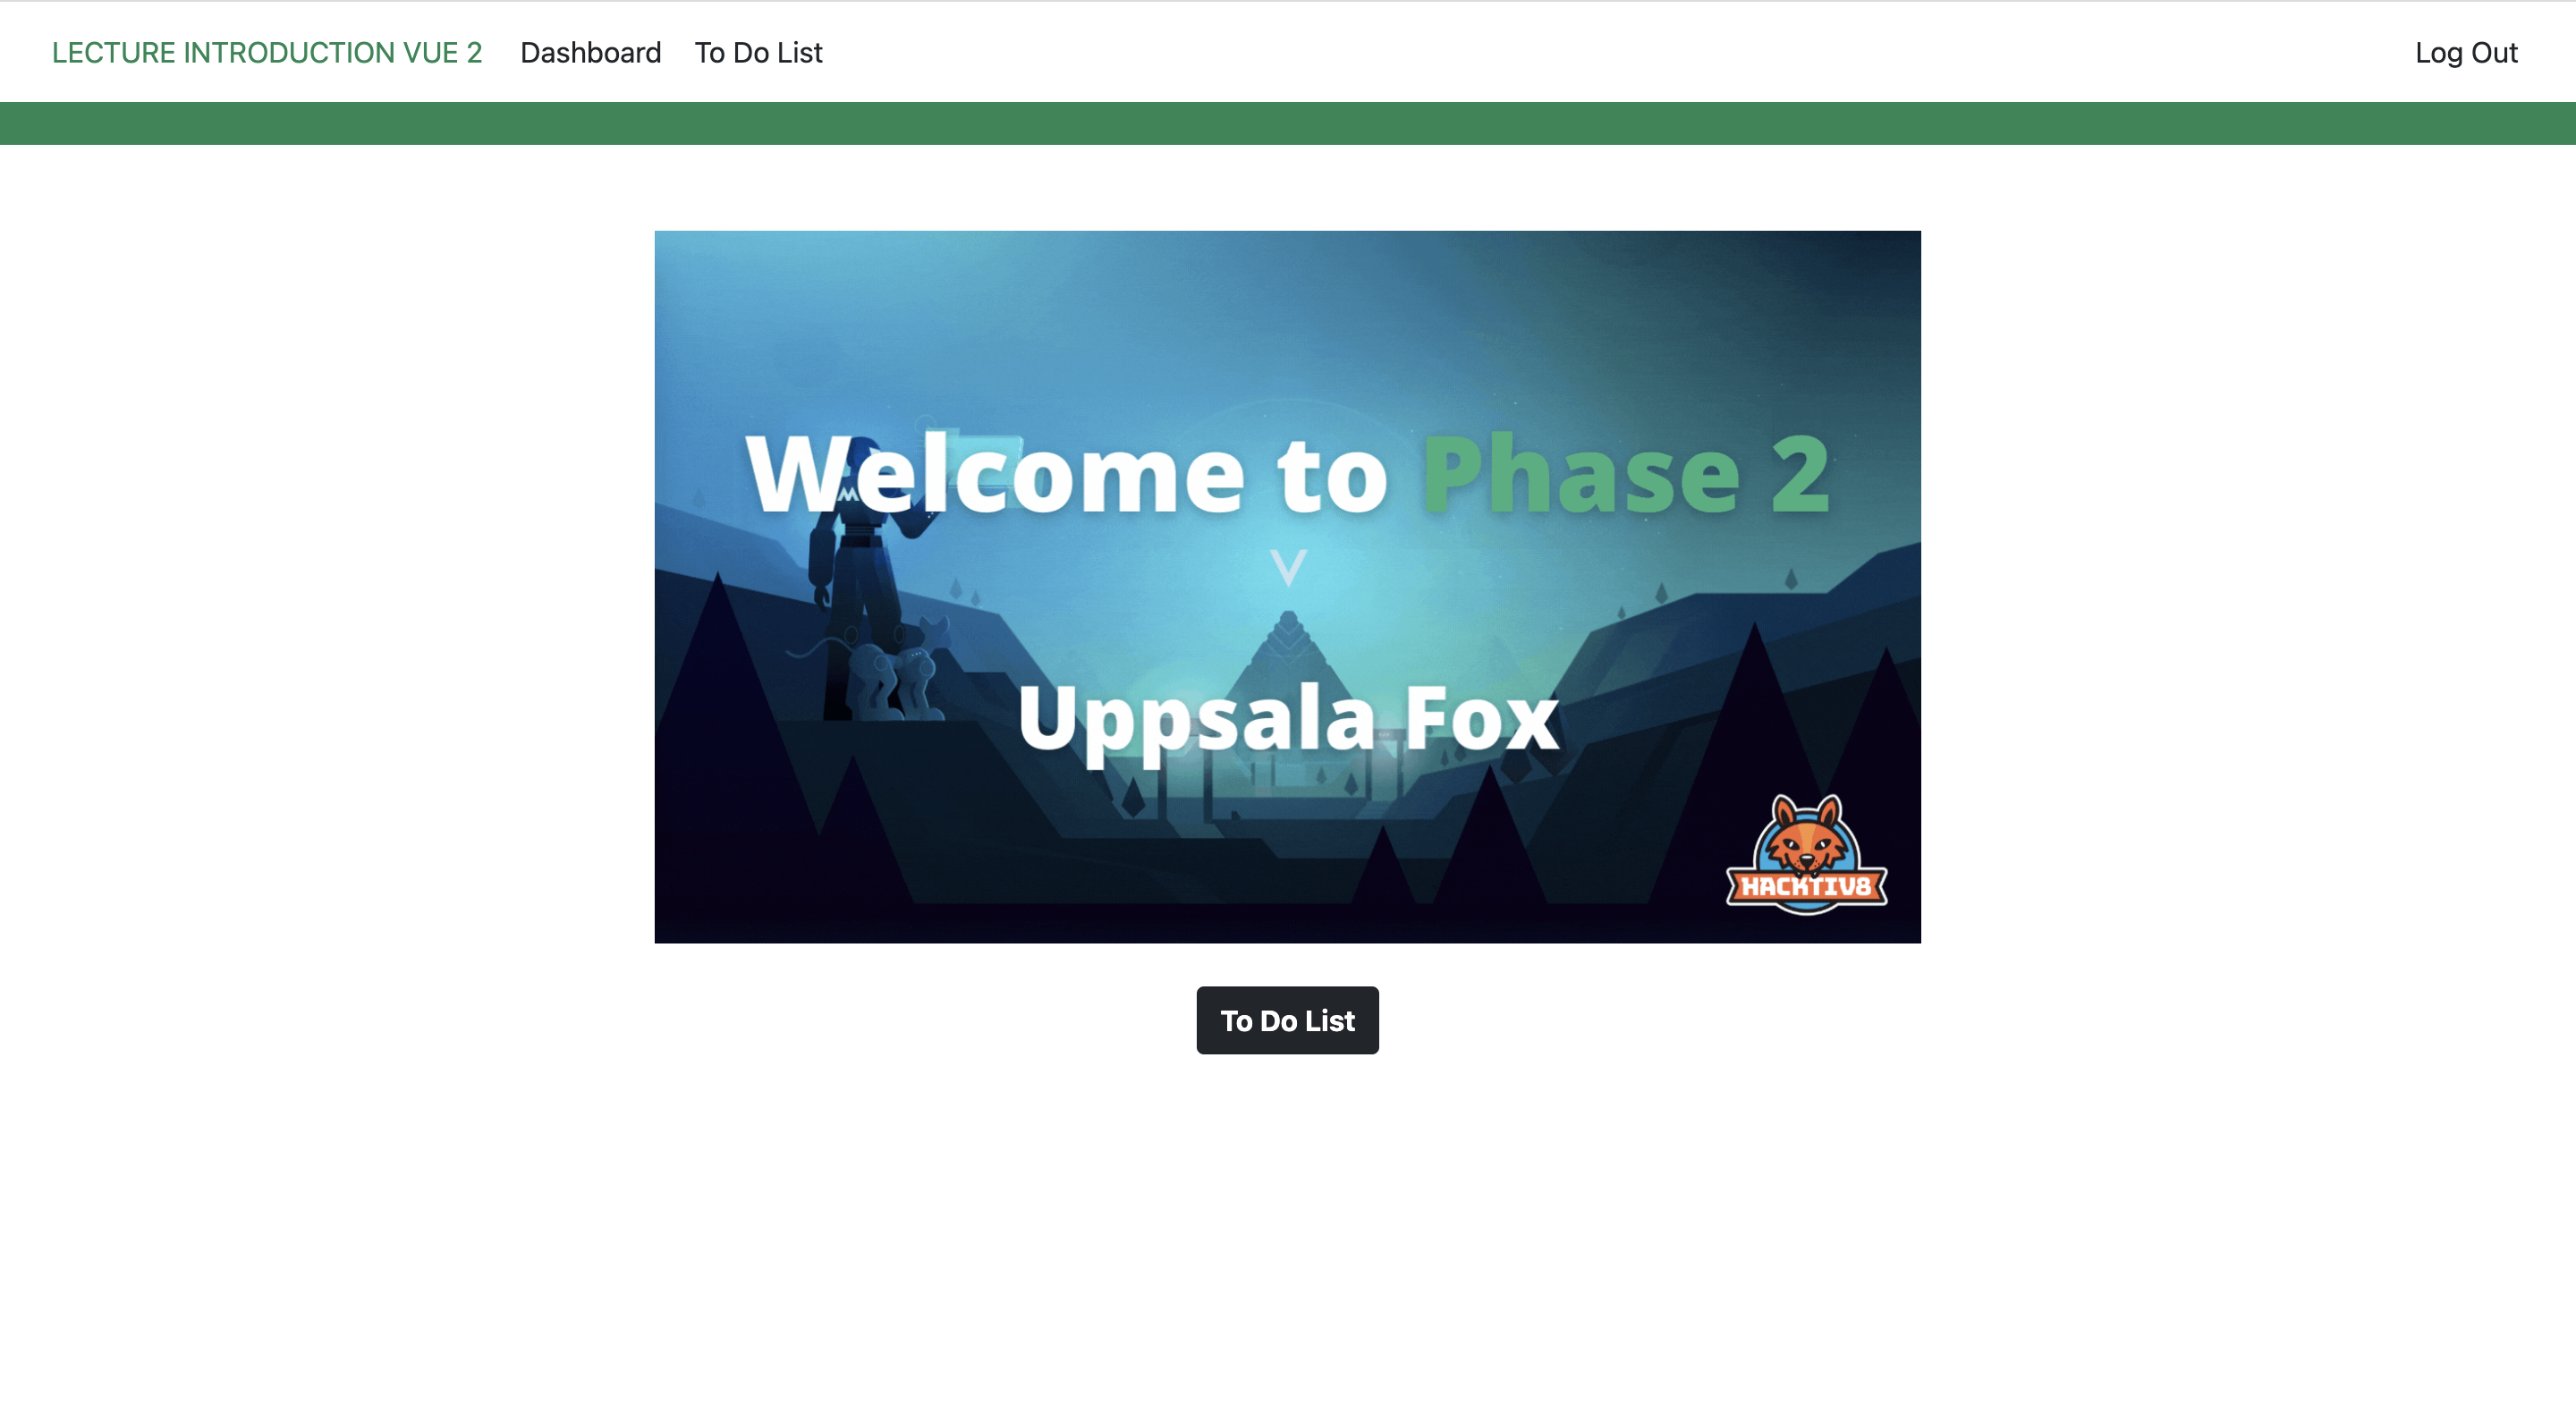 LECTURE INTRODUCTION VUE 2 Dashboard To Do List Log Out
Welcome to Phase 2
V
Uppsala Fox
HACKTIV8
To Do List